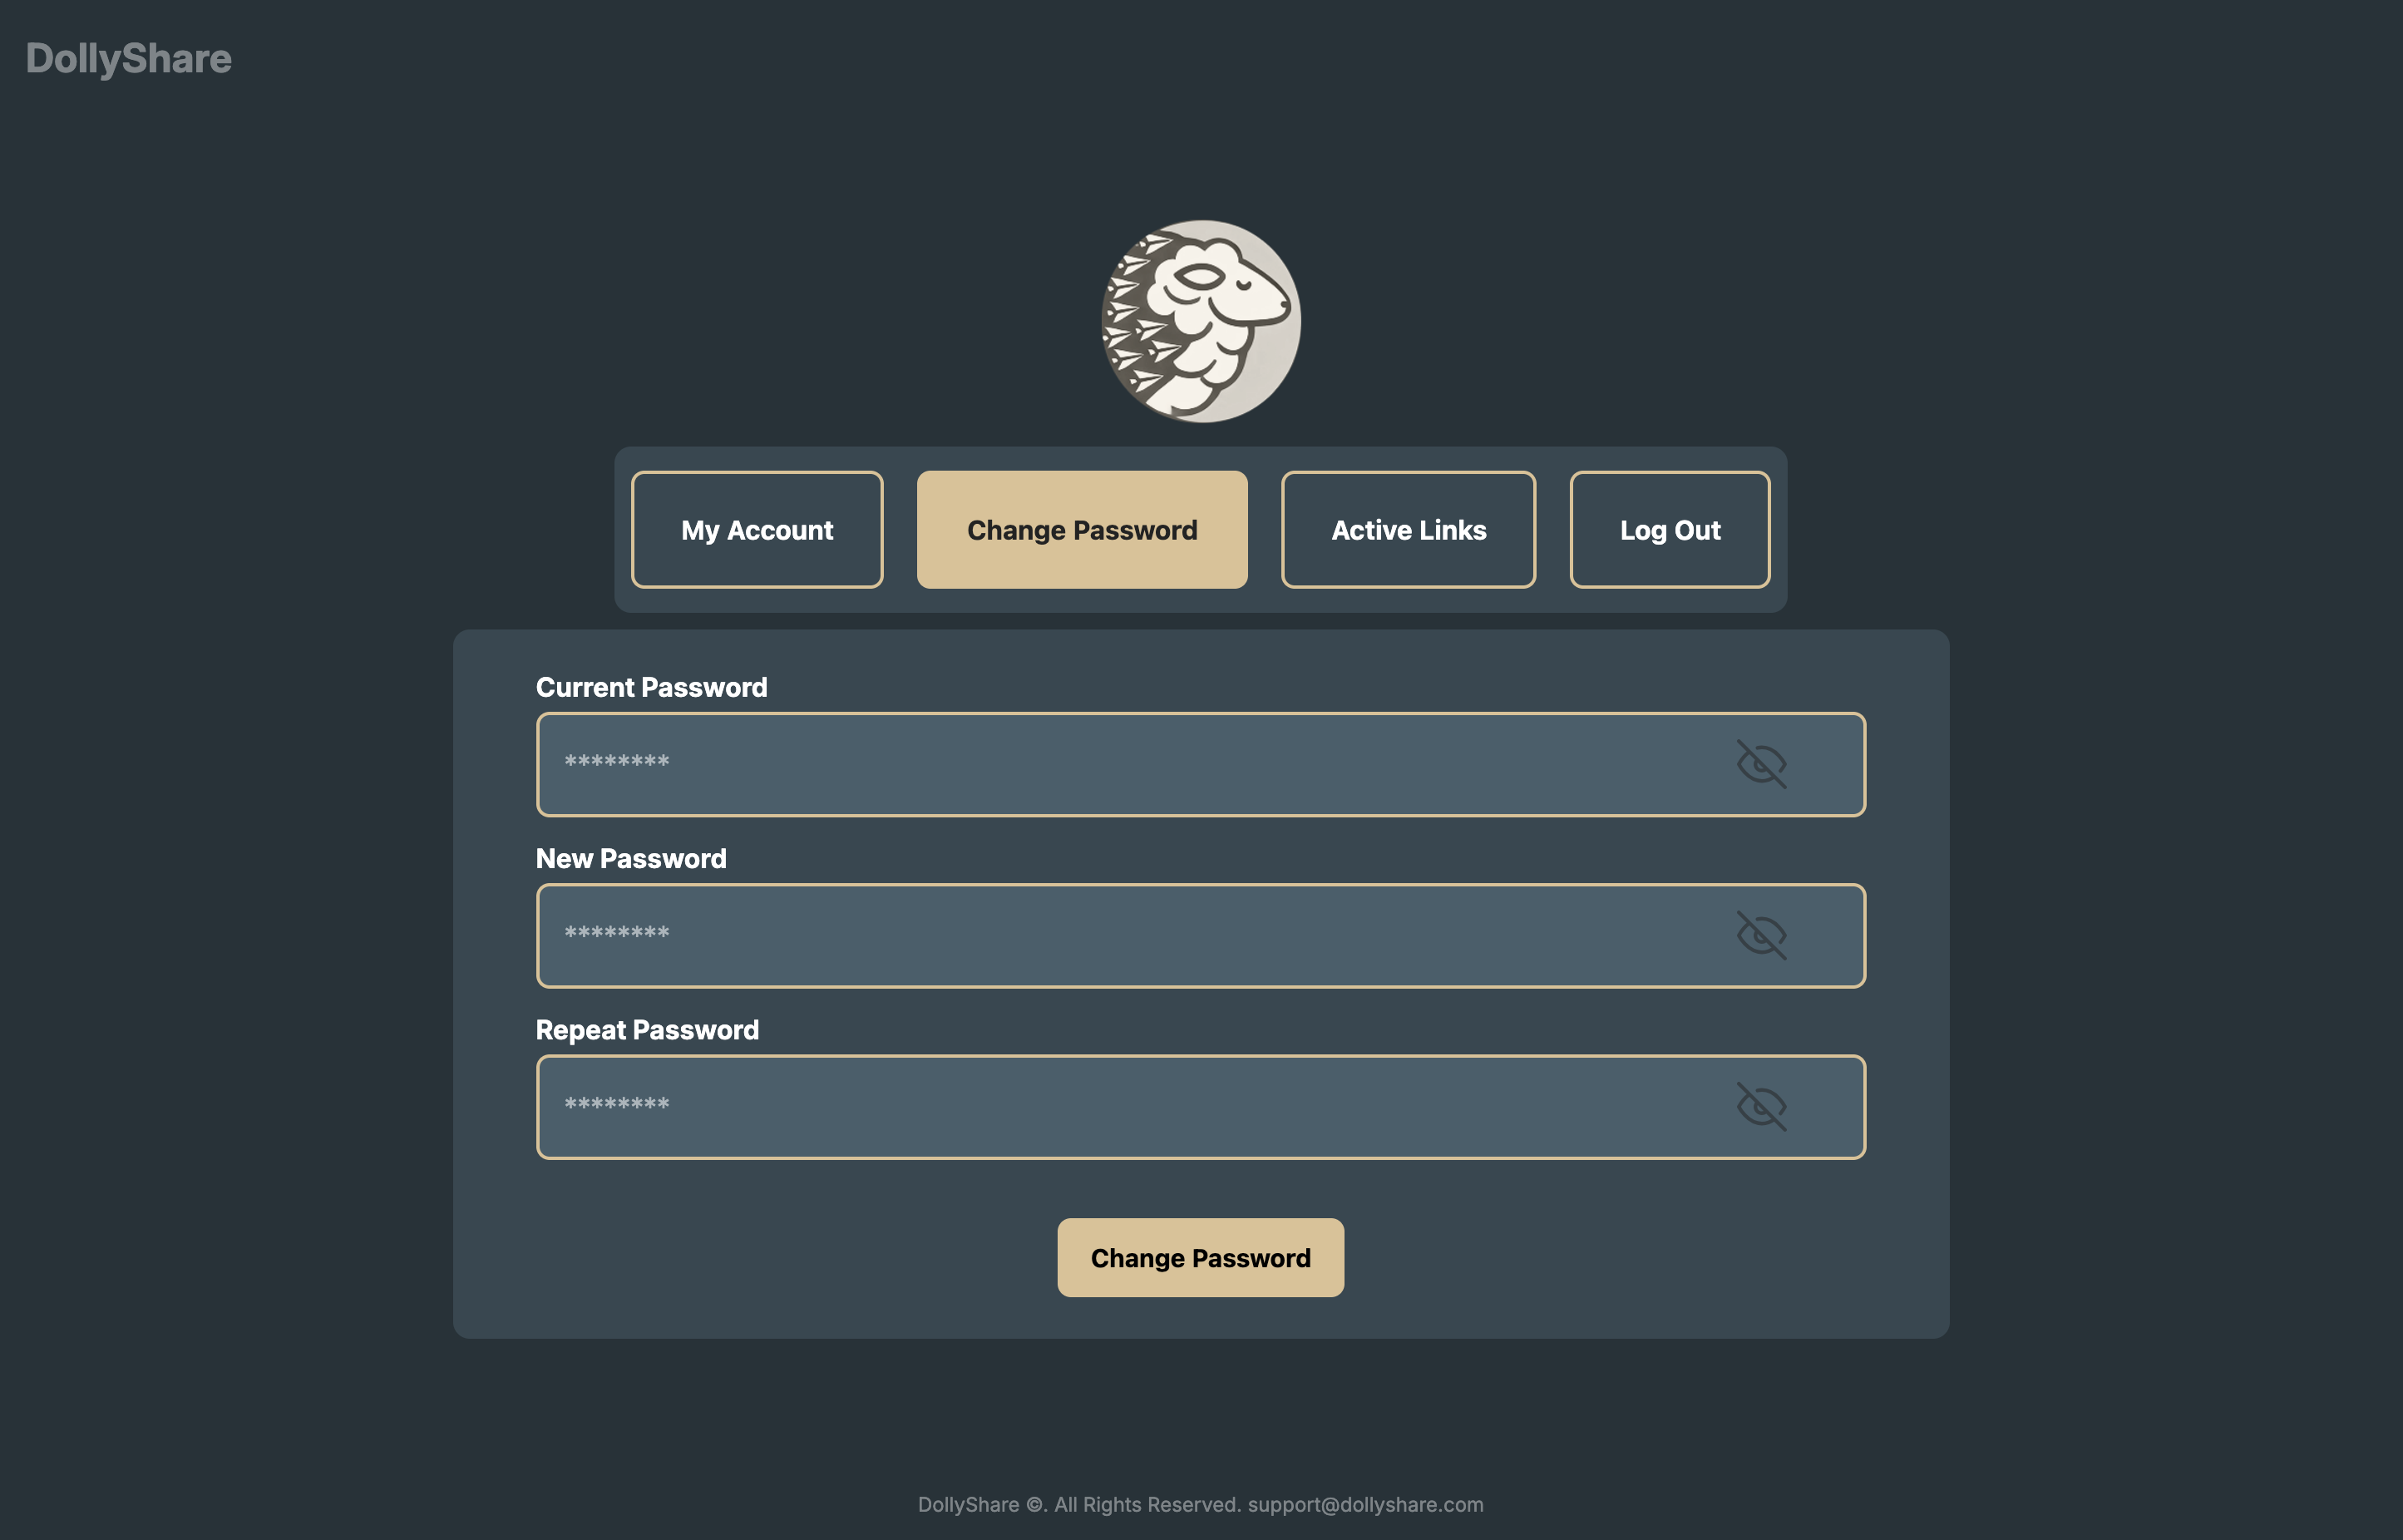 DollyShare
My Account
Change Password
Active Links
Log Out
Current Password
********
New Password
********
Repeat Password
********
Change Password
DollyShare ©. All Rights Reserved. support@dollyshare.com